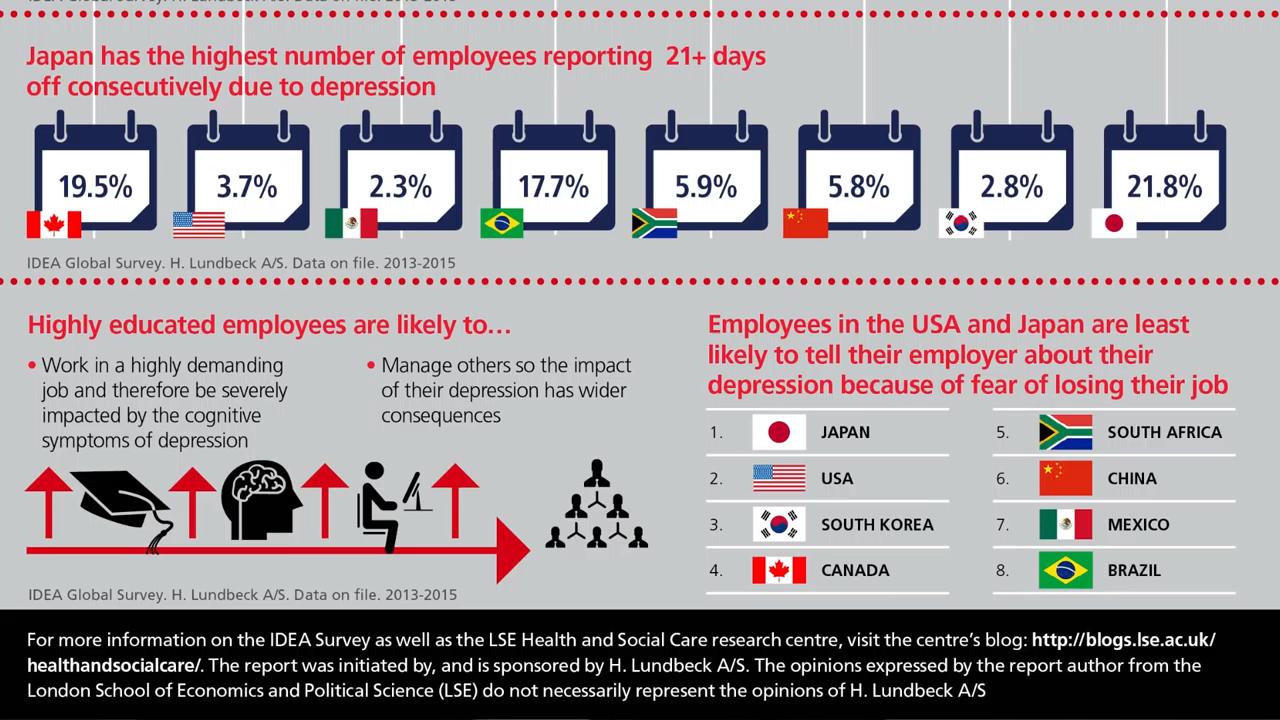 IDEA Global Survey. H. Lundbeck A/S. Data on file. 2013-2015
Japan has the highest number of employees reporting 21+ days
off consecutively due to depression
19.5%
3.7%
2.3%
17.7%
5.9%
5.8%
2.8%
21.8%
IDEA Global Survey. H. Lundbeck A/S. Data on file. 2013-2015
Highly educated employees are likely to…
• Work in a highly demanding
job and therefore be severely
impacted by the cognitive
symptoms of depression
• Manage others so the impact
of their depression has wider
consequences
IDEA Global Survey. H. Lundbeck A/S. Data on file. 2013-2015
Employees in the USA and Japan are least
likely to tell their employer about their
depression because of fear of losing their job
1. JAPAN
2. USA
3. SOUTH KOREA
4. CANADA
5. SOUTH AFRICA
6. CHINA
7. MEXICO
8. BRAZIL
For more information on the IDEA Survey as well as the LSE Health and Social Care research centre, visit the centre's blog: http://blogs.lse.ac.uk/
healthandsocialcare/. The report was initiated by, and is sponsored by H. Lundbeck A/S. The opinions expressed by the report author from the
London School of Economics and Political Science (LSE) do not necessarily represent the opinions of H. Lundbeck A/S